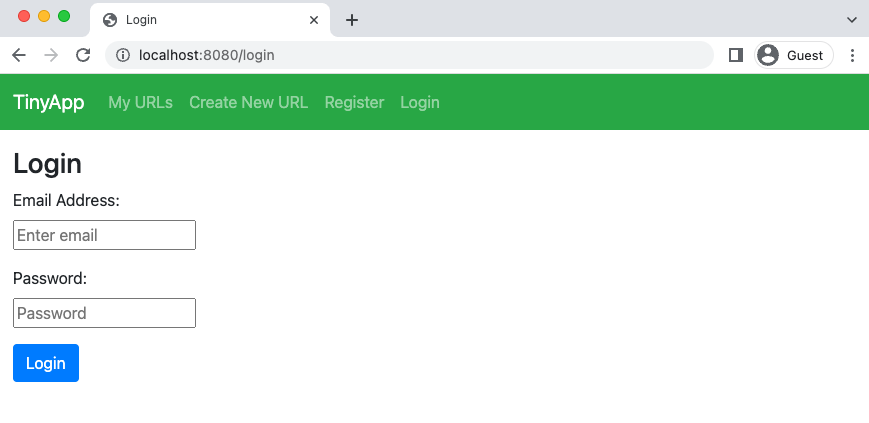 Login
localhost:8080/login
Guest
TinyApp My URLs Create New URL Register Login
Login
Email Address:
Enter email
Password:
Password
Login